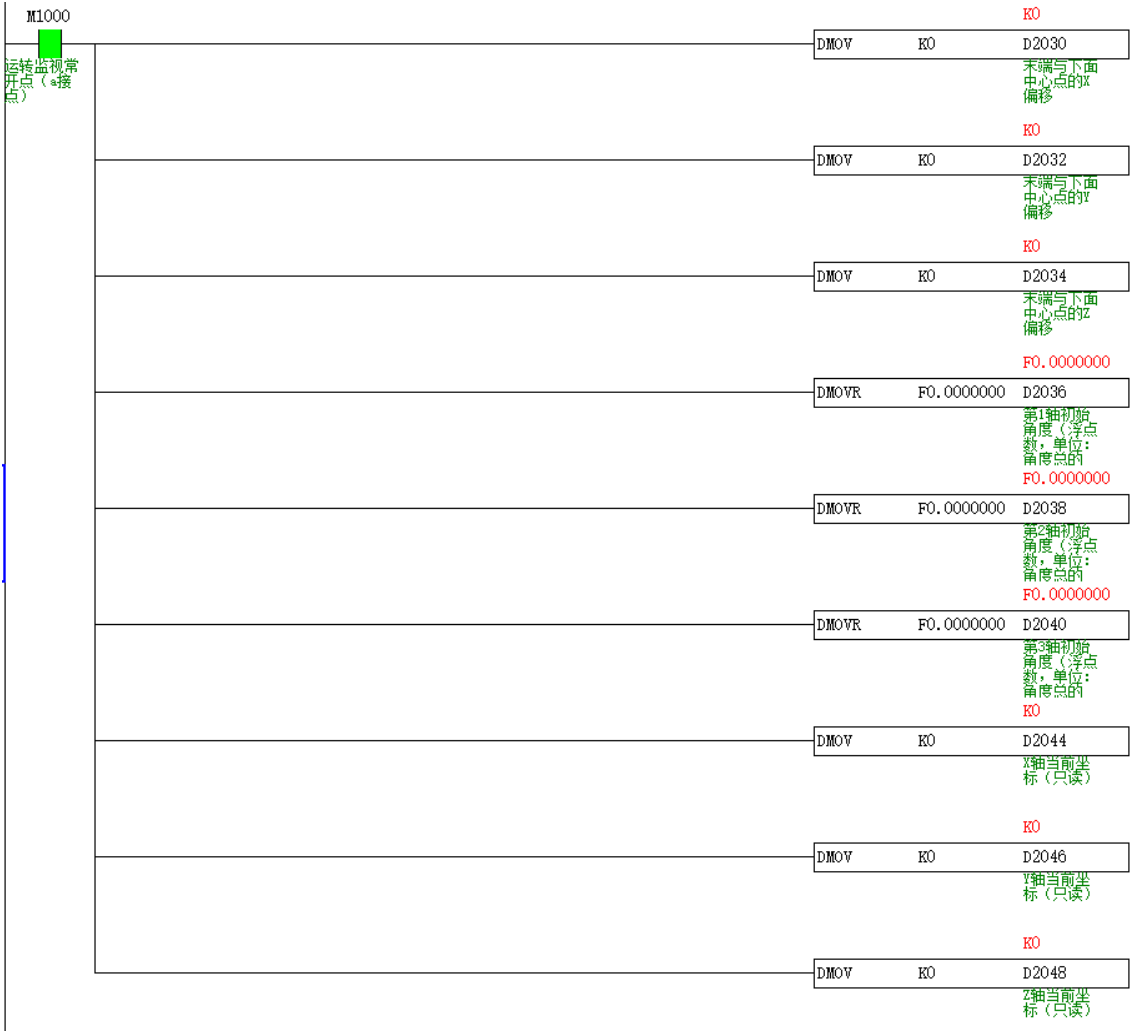 M1000
运转监视常
开点（a接
点）
K0
DMOV K0 D2030
末端与下面
中心点的X
偏移
K0
DMOV K0 D2032
末端与下面
中心点的Y
偏移
K0
DMOV K0 D2034
末端与下面
中心点的Z
偏移
F0.0000000
DMOVR F0.0000000 D2036
第1轴初始
角度（浮点
数，单位：
角度总的
F0.0000000
DMOVR F0.0000000 D2038
第2轴初始
角度（浮点
数，单位：
角度总的
F0.0000000
DMOVR F0.0000000 D2040
第3轴初始
角度（浮点
数，单位：
角度总的
K0
DMOV K0 D2044
X轴当前坐
标（只读）
K0
DMOV K0 D2046
Y轴当前坐
标（只读）
K0
DMOV K0 D2048
Z轴当前坐
标（只读）